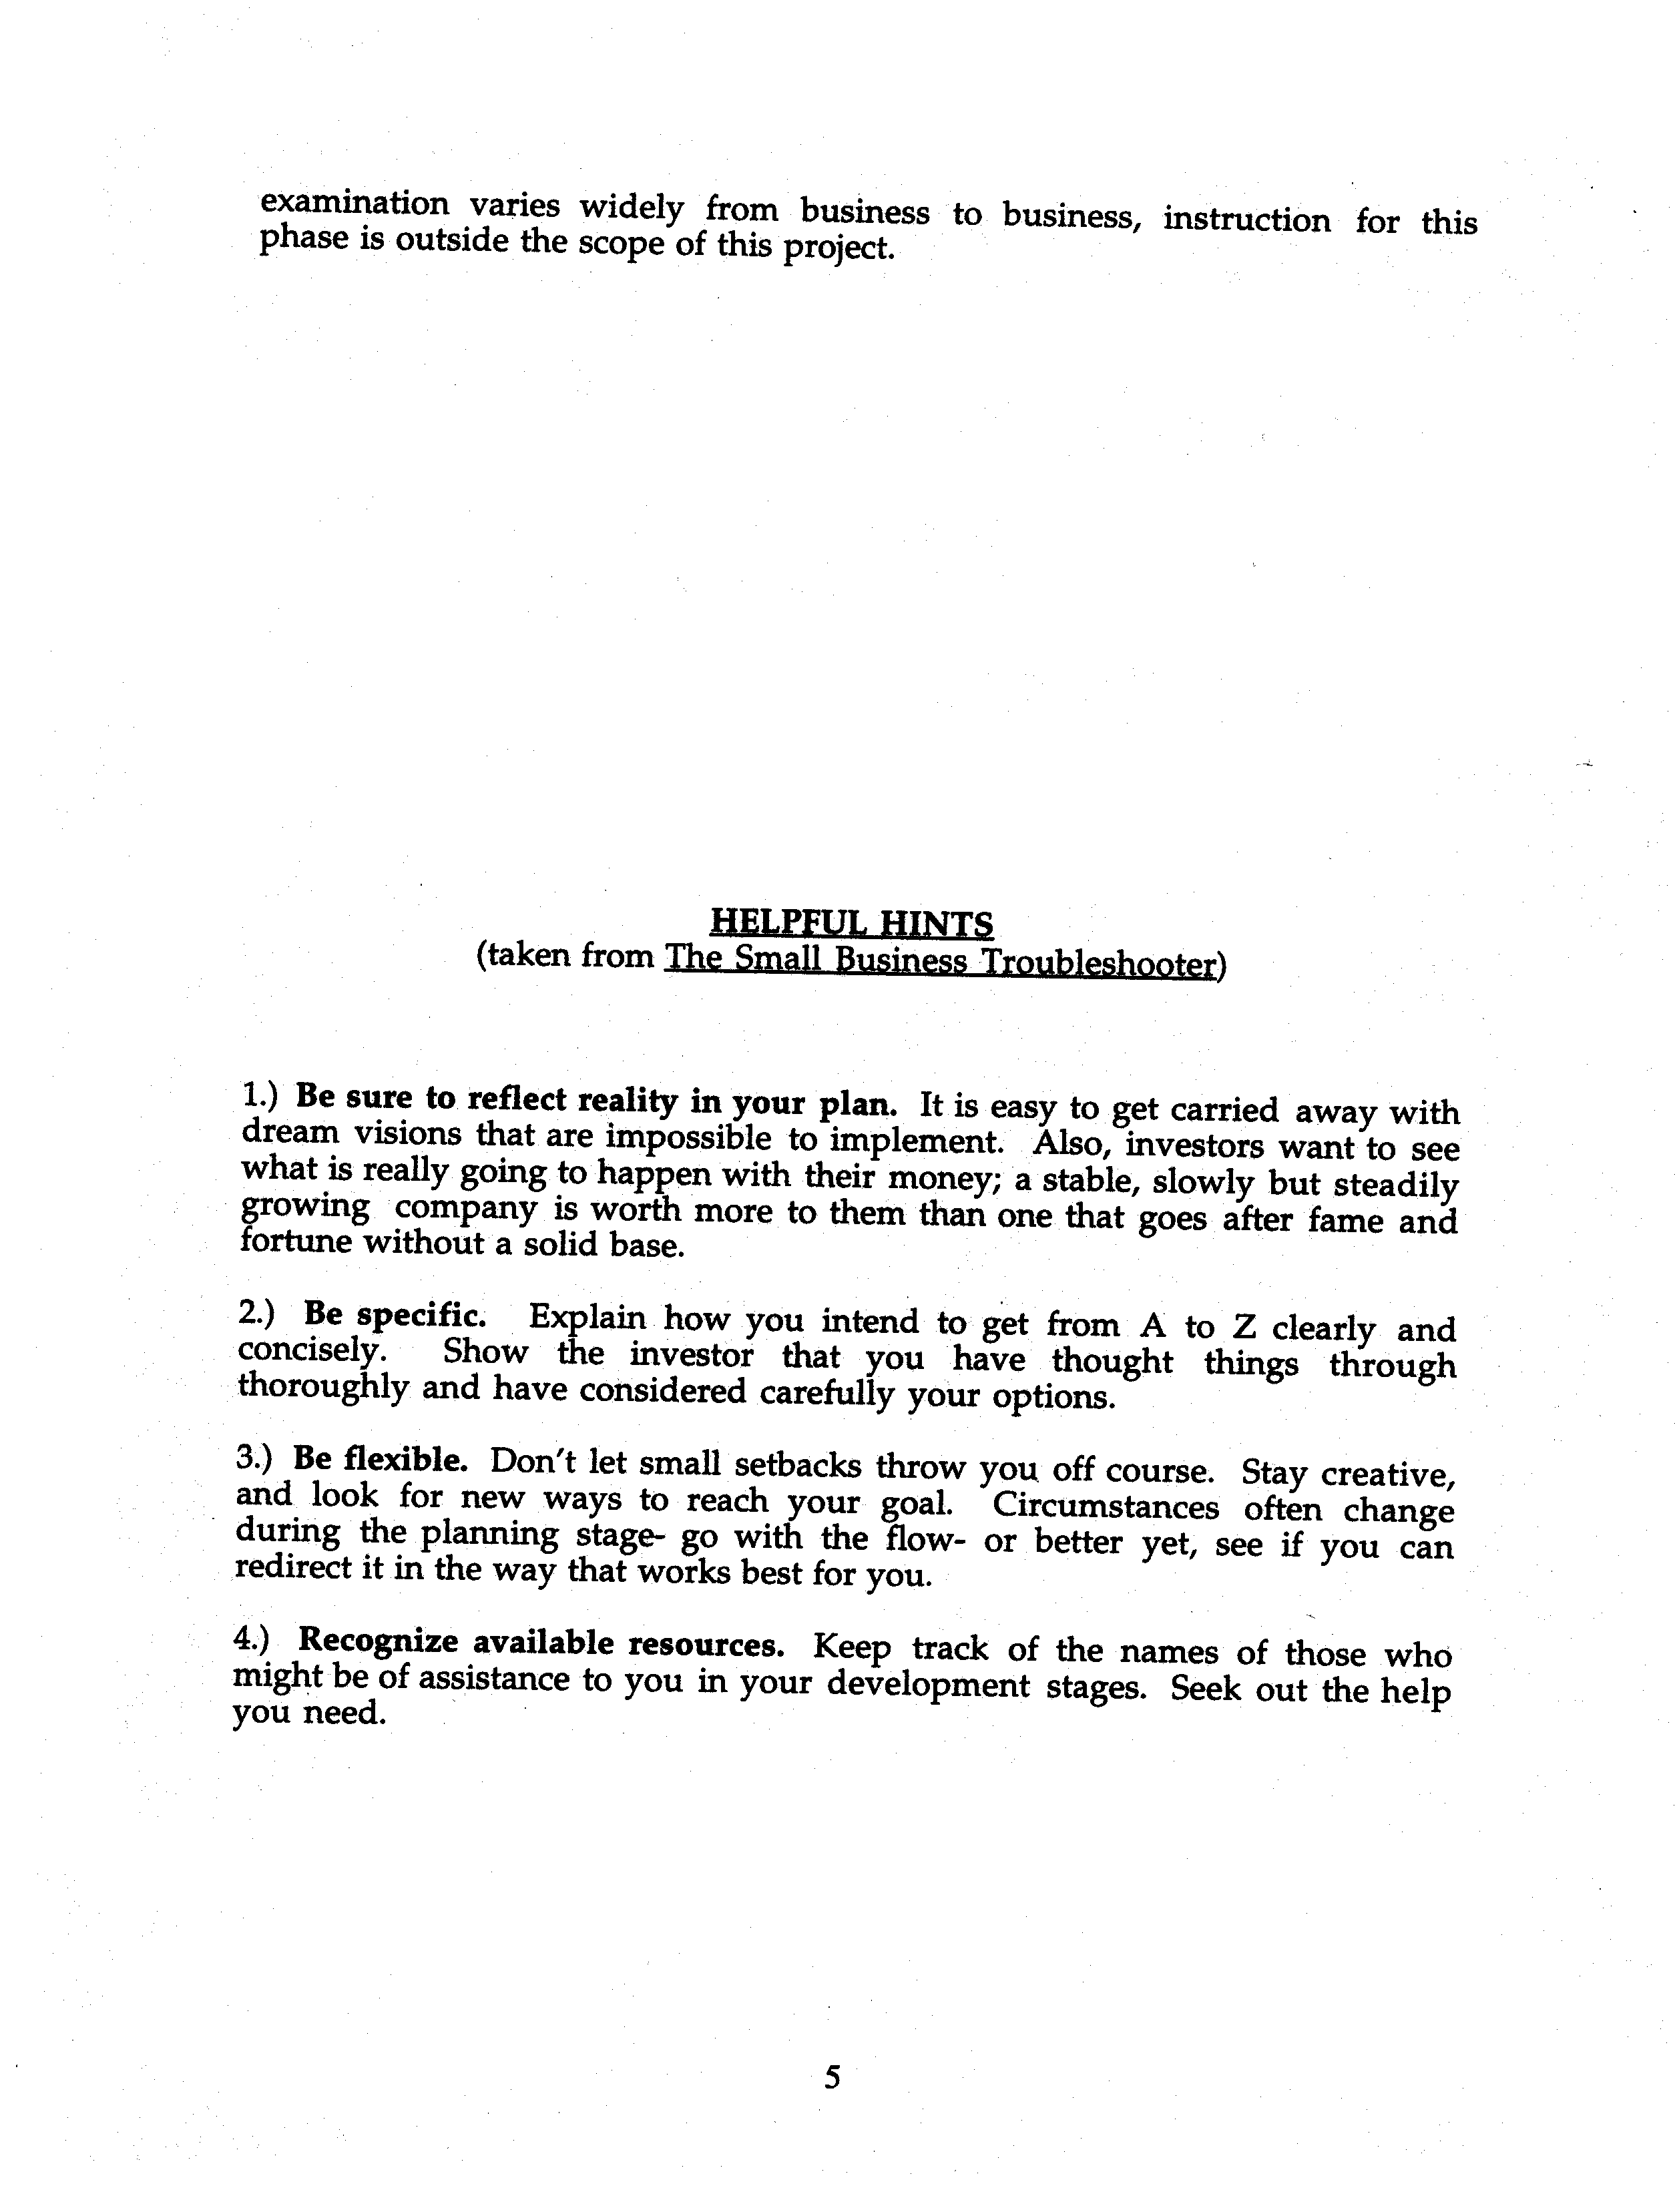 examination varies widely from business to business, instruction for this
phase is outside the scope of this project.
HELPFUL HINTS
(taken from The Small Business Troubleshooter)
1.) Be sure to reflect reality in your plan. It is easy to get carried away with
dream visions that are impossible to implement. Also, investors want to see
what is really going to happen with their money; a stable, slowly but steadily
growing company is worth more to them than one that goes after fame and
fortune without a solid base.
2.) Be specific. Explain how you intend to get from A to Z clearly and
concisely. Show the investor that you have thought things through
thoroughly and have considered carefully your options.
3.) Be flexible. Don't let small setbacks throw you off course. Stay creative,
and look for new ways to reach your goal. Circumstances often change
during the planning stage- go with the flow- or better yet, see if you can
redirect it in the way that works best for you.
4.) Recognize available resources. Keep track of the names of those who
might be of assistance to you in your development stages. Seek out the help
you need.
5